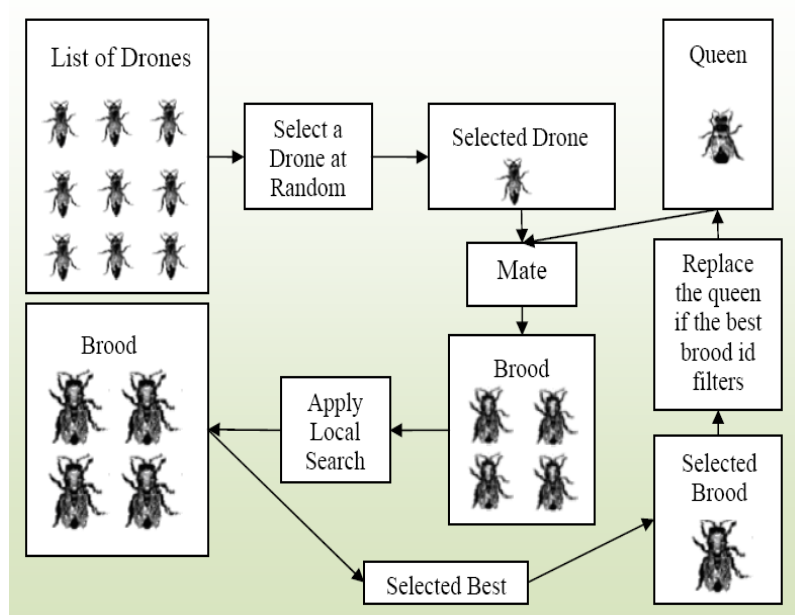 List of Drones
Select a
Drone at
Random
Selected Drone
Queen
Mate
Replace
the queen
if the best
brood id
filters
Brood
Apply
Local
Search
Brood
Selected
Brood
Selected Best